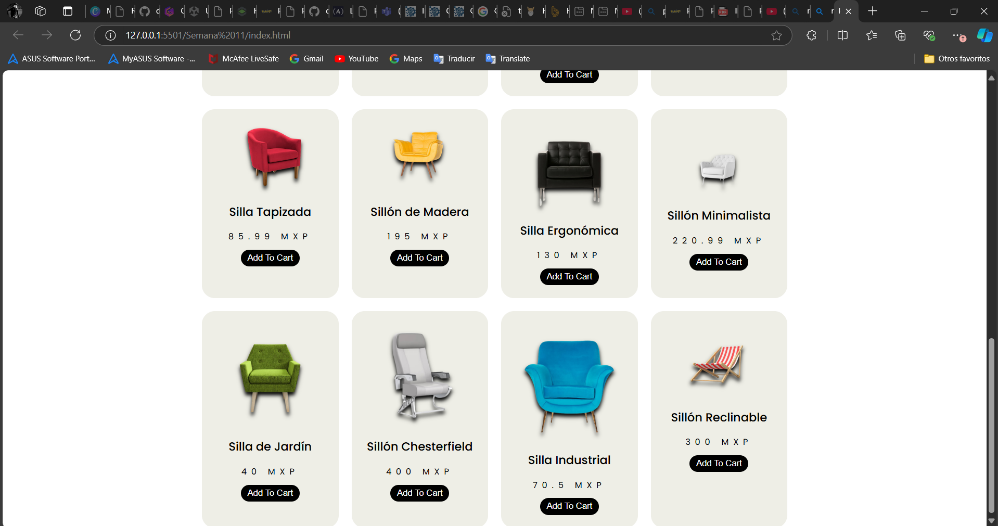 127.0.0.1:5501/Semana%2011/index.html
ASUS Software Port... MyASUS Software -... McAfee LiveSafe Gmail YouTube Maps Traducir Translate Otros favoritos
Add To Cart
Silla Tapizada
85.99 MXP
Add To Cart
Sillón de Madera
195 MXP
Add To Cart
Silla Ergonómica
130 MXP
Add To Cart
Sillón Minimalista
220.99 MXP
Add To Cart
Silla de Jardín
40 MXP
Add To Cart
Sillón Chesterfield
400 MXP
Add To Cart
Silla Industrial
70.5 MXP
Add To Cart
Sillón Reclinable
300 MXP
Add To Cart